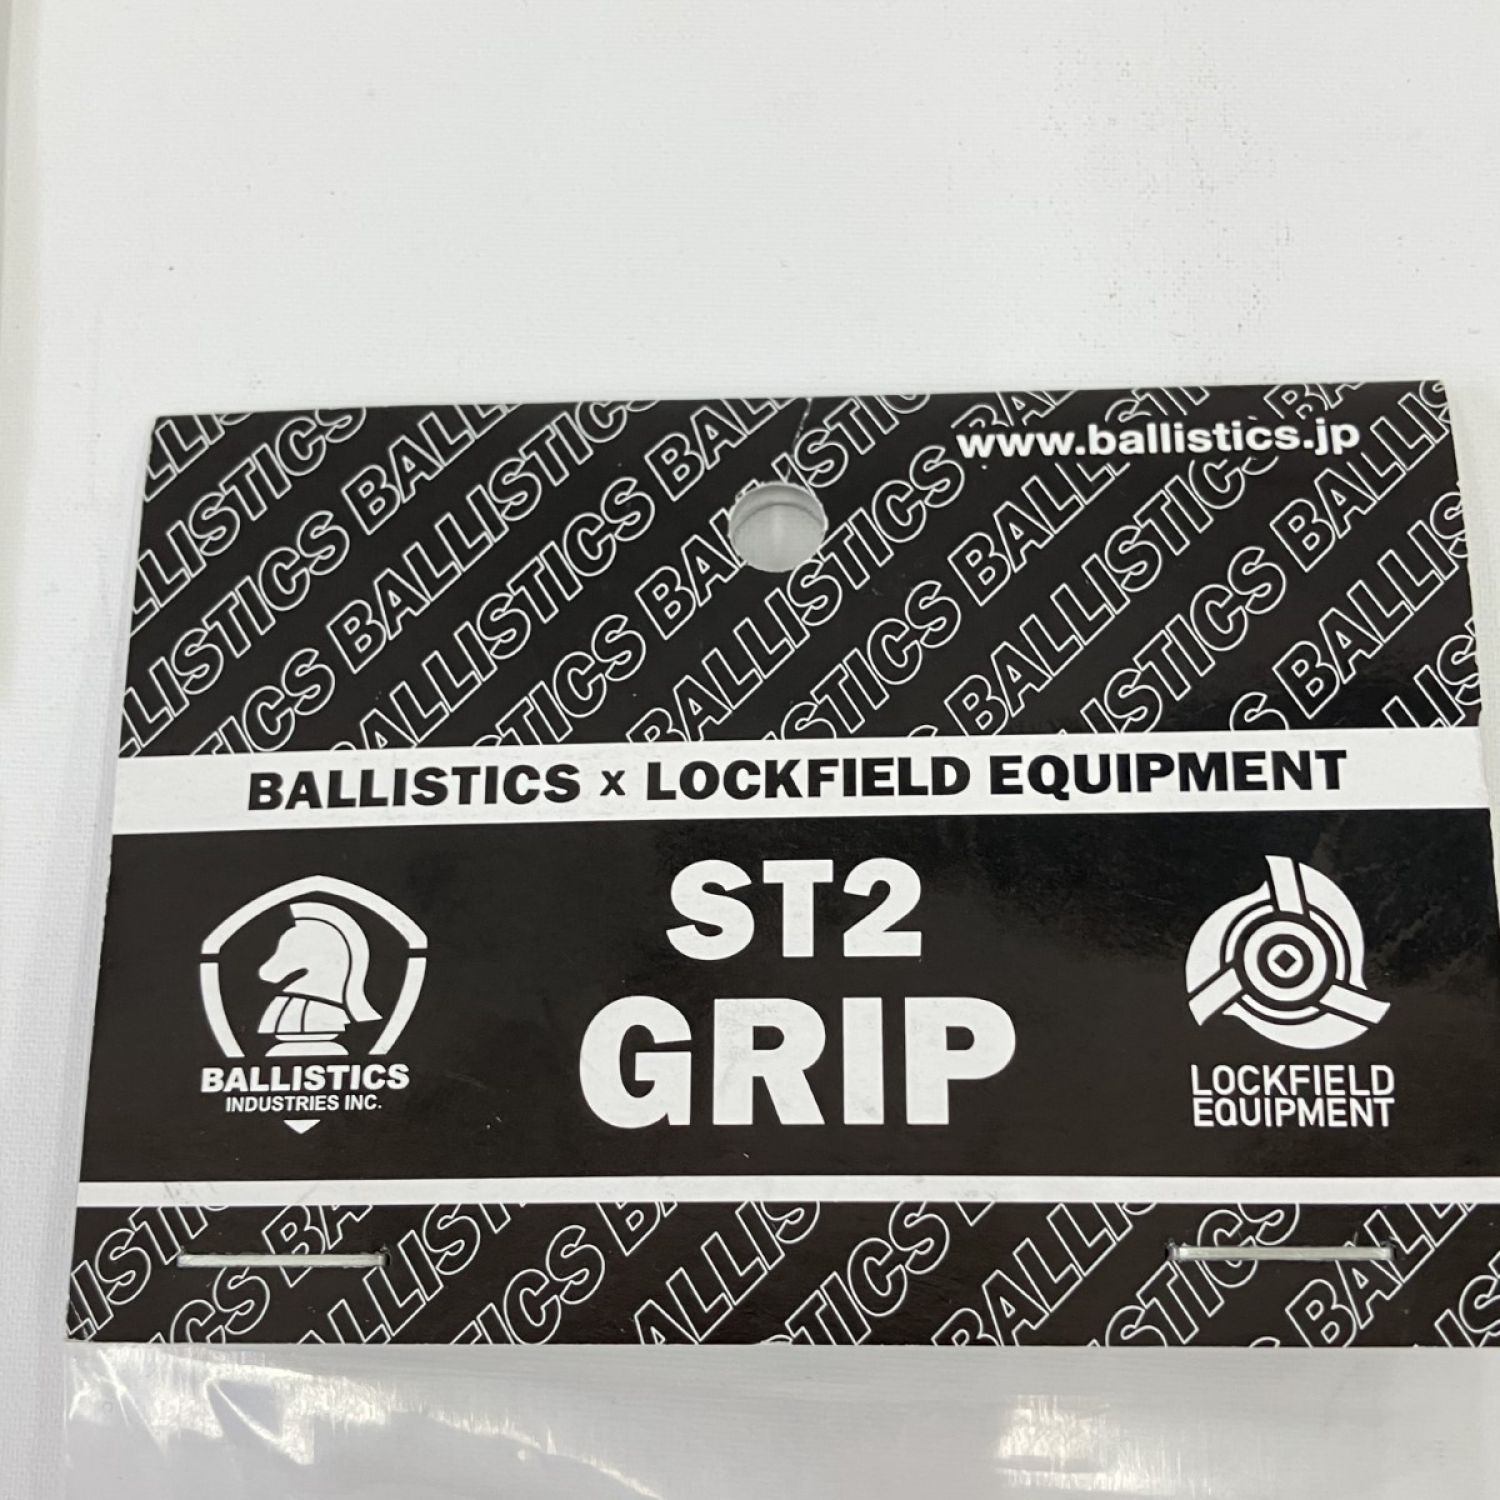 www.ballistics.jp
BALLISTICS x LOCKFIELD EQUIPMENT
ST2
GRIP
BALLISTICS
INDUSTRIES INC.
LOCKFIELD
EQUIPMENT